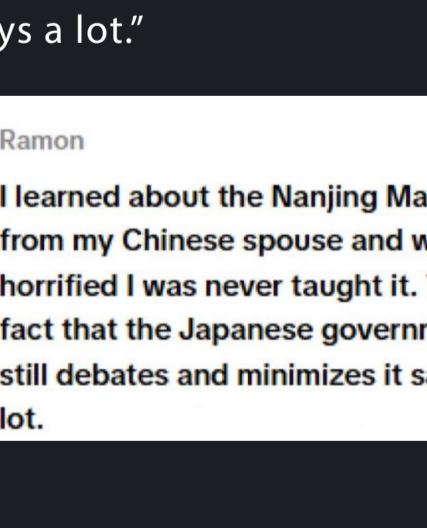 ys a lot.”
Ramon
I learned about the Nanjing Ma
from my Chinese spouse and w
horrified I was never taught it.
fact that the Japanese governr
still debates and minimizes it s
lot.